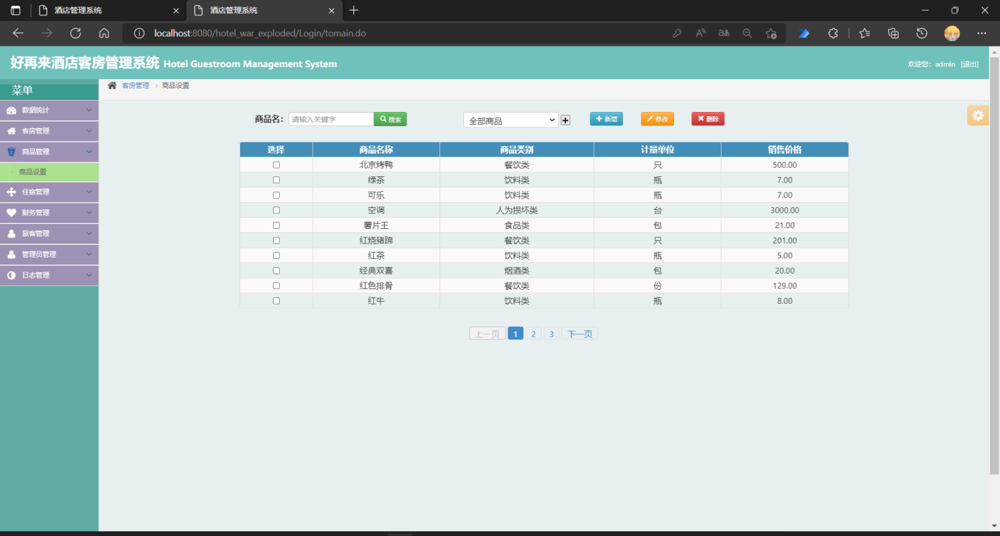 酒店管理系统
酒店管理系统
localhost:8080/hotel_war_exploded/Login/tomain.do
好再来酒店客房管理系统 Hotel Guestroom Management System
欢迎您: admin [退出]
菜单
客房管理 > 商品设置
数据统计
客房管理
商品管理
商品设置
住宿管理
财务管理
旅客管理
管理员管理
日志管理
商品名: 请输入关键字 搜索 全部商品 新增 修改 删除
选择 商品名称 商品类别 计量单位 销售价格
北京烤鸭 餐饮类 只 500.00
绿茶 饮料类 瓶 7.00
可乐 饮料类 瓶 7.00
空调 人为损坏类 台 3000.00
薯片王 食品类 包 21.00
红烧猪蹄 餐饮类 只 201.00
红茶 饮料类 瓶 5.00
经典双喜 烟酒类 包 20.00
红色排骨 餐饮类 份 129.00
红牛 饮料类 瓶 8.00
上一页 1 2 3 下一页